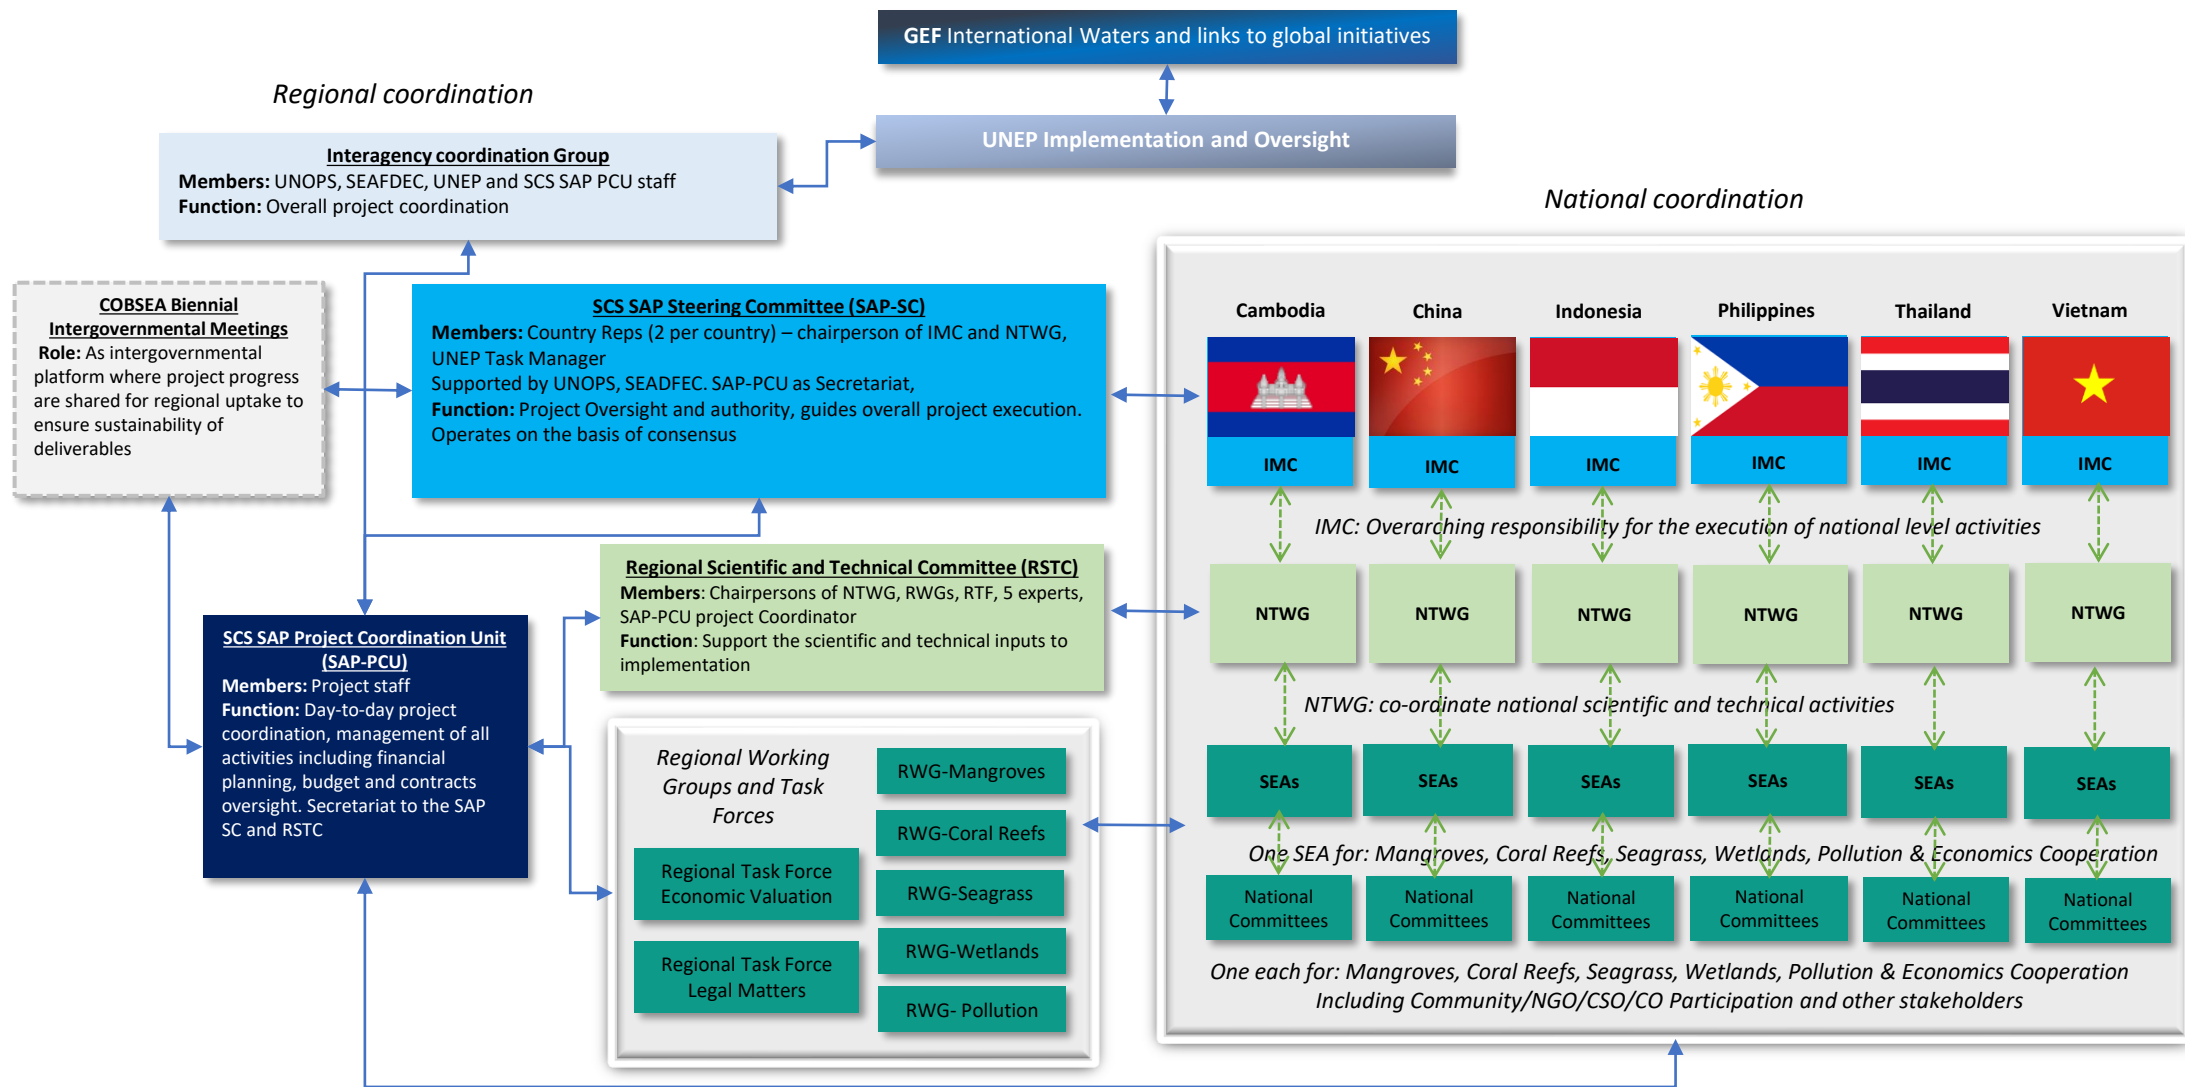 GEF International Waters and links to global initiatives
Regional coordination
UNEP Implementation and Oversight
Interagency coordination Group
Members: UNOPS, SEAFDEC, UNEP and SCS SAP PCU staff
Function: Overall project coordination
National coordination
COBSEA Biennial
Intergovernmental Meetings
Role: As intergovernmental
platform where project progress
are shared for regional uptake to
ensure sustainability of
deliverables
SCS SAP Steering Committee (SAP-SC)
Members: Country Reps (2 per country) – chairperson of IMC and NTWG,
UNEP Task Manager
Supported by UNOPS, SEADFEC. SAP-PCU as Secretariat,
Function: Project Oversight and authority, guides overall project execution.
Operates on the basis of consensus
Regional Scientific and Technical Committee (RSTC)
Members: Chairpersons of NTWG, RWGs, RTF, 5 experts,
SAP-PCU project Coordinator
Function: Support the scientific and technical inputs to
implementation
SCS SAP Project Coordination Unit
(SAP-PCU)
Members: Project staff
Function: Day-to-day project
coordination, management of all
activities including financial
planning, budget and contracts
oversight. Secretariat to the SAP
SC and RSTC
Regional Working
Groups and Task
Forces
Regional Task Force
Economic Valuation
Regional Task Force
Legal Matters
RWG-Mangroves
RWG-Coral Reefs
RWG-Seagrass
RWG-Wetlands
RWG- Pollution
Cambodia China Indonesia Philippines Thailand Vietnam
IMC IMC IMC IMC IMC IMC
IMC: Overarching responsibility for the execution of national level activities
NTWG NTWG NTWG NTWG NTWG NTWG
NTWG: co-ordinate national scientific and technical activities
SEAs SEAs SEAs SEAs SEAs SEAs
One SEA for: Mangroves, Coral Reefs, Seagrass, Wetlands, Pollution & Economics Cooperation
National National National National National National
Committees Committees Committees Committees Committees Committees
One each for: Mangroves, Coral Reefs, Seagrass, Wetlands, Pollution & Economics Cooperation
Including Community/NGO/CSO/CO Participation and other stakeholders